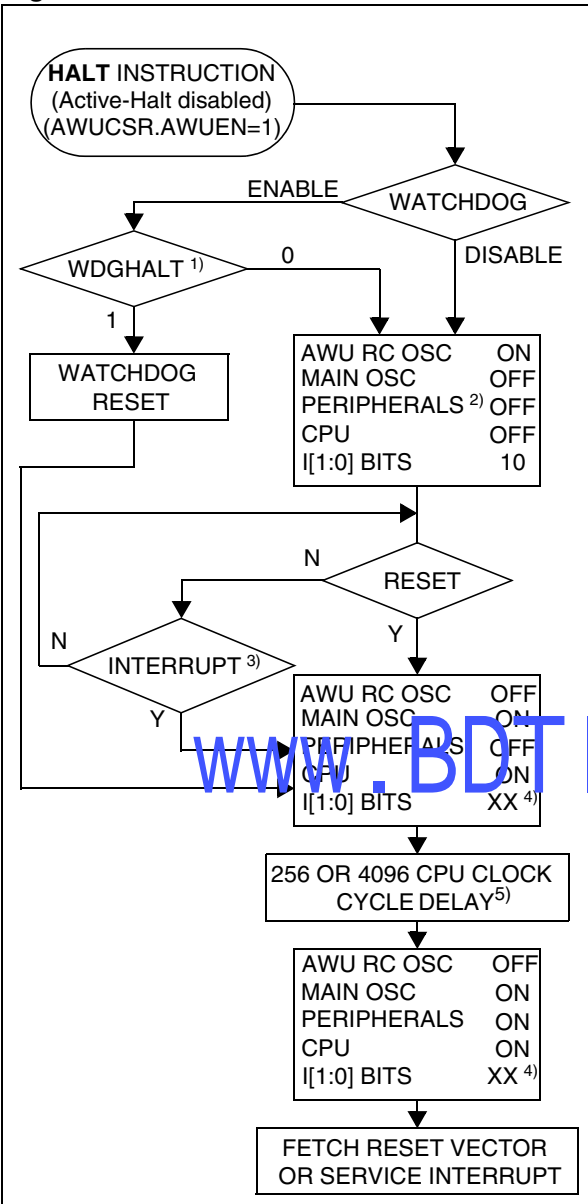 HALT INSTRUCTION
(Active-Halt disabled)
(AWUCSR.AWUEN=1)
ENABLE
WATCHDOG
WDGHALT 1)
0
DISABLE
1
WATCHDOG
RESET
AWU RC OSC ON
MAIN OSC OFF
PERIPHERALS 2) OFF
CPU OFF
I[1:0] BITS 10
N
RESET
N
Y
INTERRUPT 3)
Y
AWU RC OSC OFF
MAIN OSC ON
PERIPHERALS OFF
CPU ON
I[1:0] BITS XX 4)
www.BDT
256 OR 4096 CPU CLOCK
CYCLE DELAY5)
AWU RC OSC OFF
MAIN OSC ON
PERIPHERALS ON
CPU ON
I[1:0] BITS XX 4)
FETCH RESET VECTOR
OR SERVICE INTERRUPT